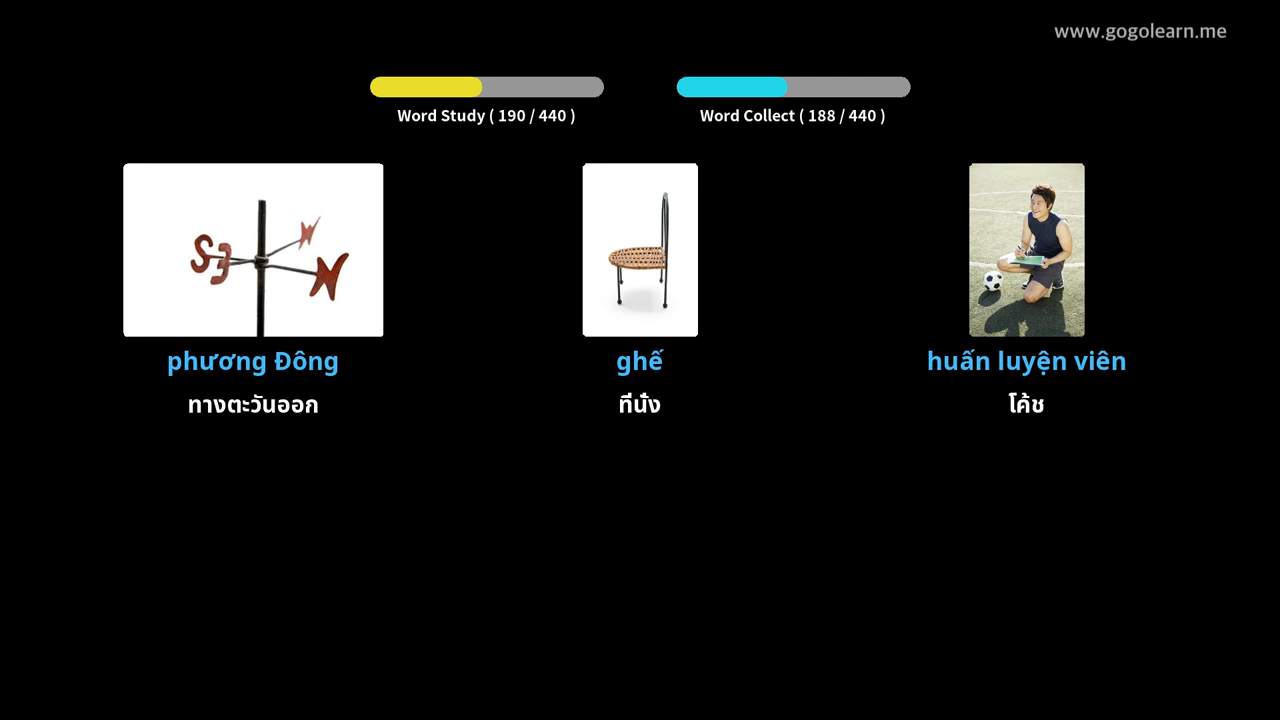 www.gogolearn.me
Word Study ( 190 / 440 )
Word Collect ( 188 / 440 )
S
E
W
N
phương Đông
ghế
huấn luyện viên
ทางตะวันออก
ที่นั่ง
โค้ช